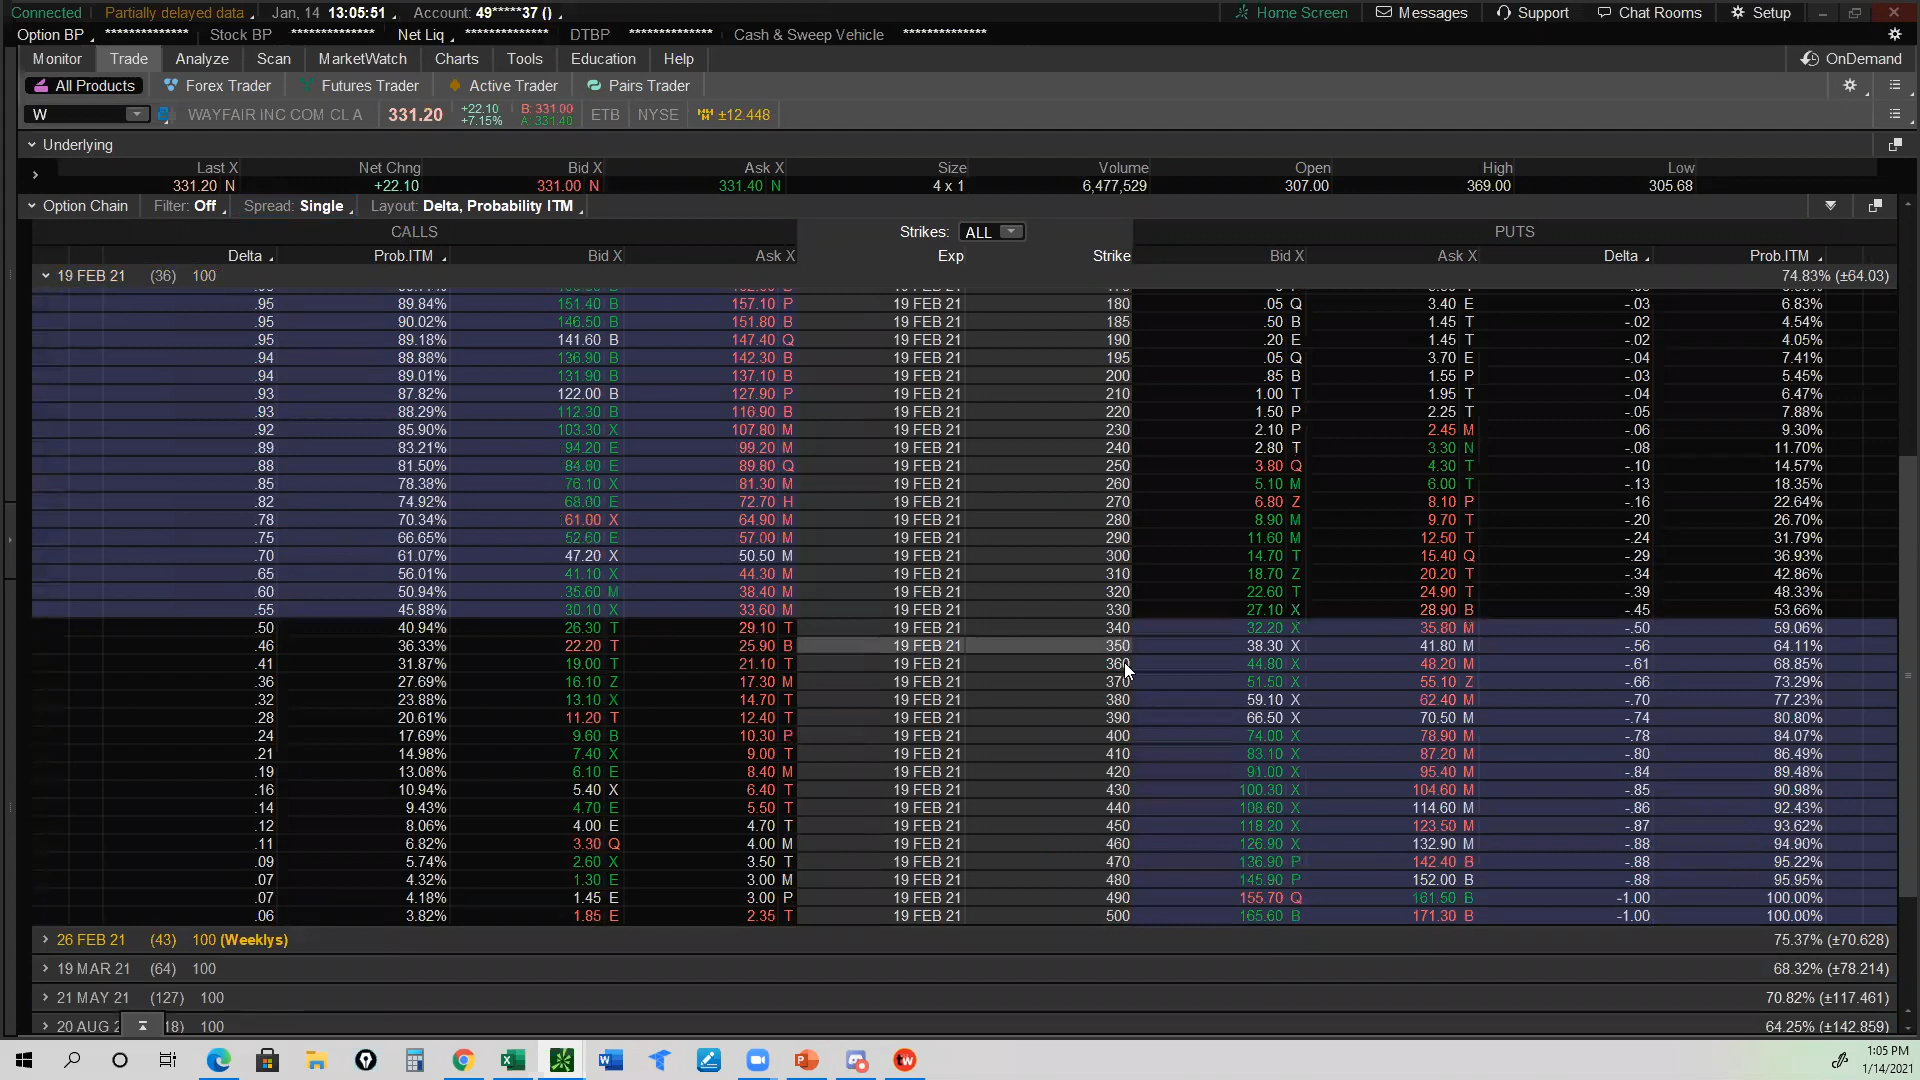 Connected Partially delayed data Jan, 14 13:05:51 Account: 49*****37 () Home Screen Messages Support Chat Rooms Setup
Option BP ************** Stock BP ************** Net Liq ************** DTBP ************** Cash & Sweep Vehicle **************
Monitor Trade Analyze Scan MarketWatch Charts Tools Education Help OnDemand
All Products Forex Trader Futures Trader Active Trader Pairs Trader
W WAYFAIR INC COM CL A 331.20 +22.10 +7.15% B: 331.00 A: 331.40 ETB NYSE ±12.448
Underlying
Last X Net Chng Bid X Ask X Size Volume Open High Low
331.20 N +22.10 331.00 N 331.40 N 4 x 1 6,477,529 307.00 369.00 305.68
Option Chain Filter: Off Spread: Single Layout: Delta, Probability ITM
CALLS Strikes: ALL PUTS
Delta Prob.ITM Bid X Ask X Exp Strike Bid X Ask X Delta Prob.ITM
19 FEB 21 (36) 100 74.83% (±64.03)
.95 89.84% 151.40 B 157.10 P 19 FEB 21 180 .05 Q 3.40 E -.03 6.83%
.95 90.02% 146.50 B 151.80 B 19 FEB 21 185 .50 B 1.45 T -.02 4.54%
.95 89.18% 141.60 B 147.40 Q 19 FEB 21 190 .20 E 1.45 T -.02 4.05%
.94 88.88% 136.90 B 142.30 B 19 FEB 21 195 .05 Q 3.70 E -.04 7.41%
.94 89.01% 131.90 B 137.10 B 19 FEB 21 200 .85 B 1.55 P -.03 5.45%
.93 87.82% 122.00 B 127.90 P 19 FEB 21 210 1.00 T 1.95 T -.04 6.47%
.93 88.29% 112.30 B 116.90 B 19 FEB 21 220 1.50 P 2.25 T -.05 7.88%
.92 85.90% 103.30 X 107.80 M 19 FEB 21 230 2.10 P 2.45 M -.06 9.30%
.89 83.21% 94.20 E 99.20 M 19 FEB 21 240 2.80 T 3.30 N -.08 11.70%
.88 81.50% 84.80 E 89.80 Q 19 FEB 21 250 3.80 Q 4.30 T -.10 14.57%
.85 78.38% 76.10 X 81.30 M 19 FEB 21 260 5.10 M 6.00 T -.13 18.35%
.82 74.92% 68.00 E 72.70 H 19 FEB 21 270 6.80 Z 8.10 P -.16 22.64%
.78 70.34% 61.00 X 64.90 M 19 FEB 21 280 8.90 M 9.70 T -.20 26.70%
.75 66.65% 52.60 E 57.00 M 19 FEB 21 290 11.60 M 12.50 T -.24 31.79%
.70 61.07% 47.20 X 50.50 M 19 FEB 21 300 14.70 T 15.40 Q -.29 36.93%
.65 56.01% 41.10 X 44.30 M 19 FEB 21 310 18.70 Z 20.20 T -.34 42.86%
.60 50.94% 35.60 M 38.40 M 19 FEB 21 320 22.60 T 24.90 T -.39 48.33%
.55 45.88% 30.10 X 33.60 M 19 FEB 21 330 27.10 X 28.90 B -.45 53.66%
.50 40.94% 26.30 T 29.10 T 19 FEB 21 340 32.20 X 35.80 M -.50 59.06%
.46 36.33% 22.20 T 25.90 B 19 FEB 21 350 38.30 X 41.80 M -.56 64.11%
.41 31.87% 19.00 T 21.10 T 19 FEB 21 360 44.80 X 48.20 M -.61 68.85%
.36 27.69% 16.10 Z 17.30 M 19 FEB 21 370 51.50 X 55.10 Z -.66 73.29%
.32 23.88% 13.10 X 14.70 T 19 FEB 21 380 59.10 X 62.40 M -.70 77.23%
.28 20.61% 11.20 T 12.40 T 19 FEB 21 390 66.50 X 70.50 M -.74 80.80%
.24 17.69% 9.60 B 10.30 P 19 FEB 21 400 74.00 X 78.90 M -.78 84.07%
.21 14.98% 7.40 X 9.00 T 19 FEB 21 410 83.10 X 87.20 M -.80 86.49%
.19 13.08% 6.10 E 8.40 M 19 FEB 21 420 91.00 X 95.40 M -.84 89.48%
.16 10.94% 5.40 X 6.40 T 19 FEB 21 430 100.30 X 104.60 M -.85 90.98%
.14 9.43% 4.70 E 5.50 T 19 FEB 21 440 108.60 X 114.60 M -.86 92.43%
.12 8.06% 4.00 E 4.70 T 19 FEB 21 450 118.20 X 123.50 M -.87 93.62%
.11 6.82% 3.30 Q 4.00 M 19 FEB 21 460 126.90 X 132.90 M -.88 94.90%
.09 5.74% 2.60 X 3.50 T 19 FEB 21 470 136.90 P 142.40 B -.88 95.22%
.07 4.32% 1.30 E 3.00 M 19 FEB 21 480 145.90 P 152.00 B -.88 95.95%
.07 4.18% 1.45 E 3.00 P 19 FEB 21 490 155.70 Q 161.50 B -1.00 100.00%
.06 3.82% 1.85 E 2.35 T 19 FEB 21 500 165.60 B 171.30 B -1.00 100.00%
26 FEB 21 (43) 100 (Weeklys) 75.37% (±70.628)
19 MAR 21 (64) 100 68.32% (±78.214)
21 MAY 21 (127) 100 70.82% (±117.461)
20 AUG 2 18) 100 64.25% (±142.859)
tw 1:05 PM
1/14/2021